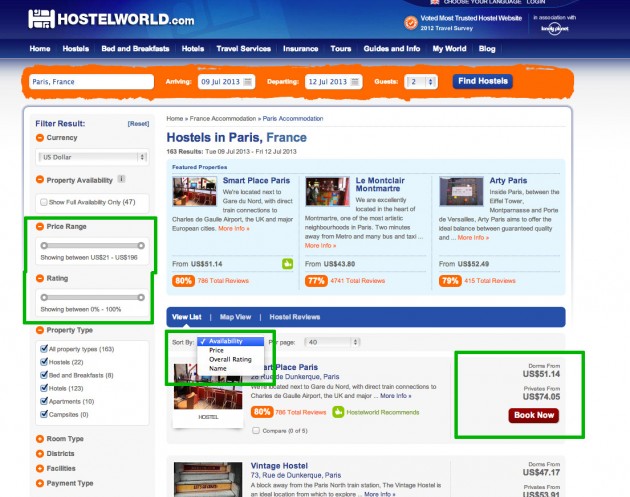 CHOOSE YOUR LANGUAGE LOGIN
HOSTELWORLD.com
Voted Most Trusted Hostel Website
2012 Travel Survey
in association with
lonely planet
Home Hostels Bed and Breakfasts Hotels Travel Services Insurance Tours Guides and Info My World Blog
Paris, France Arriving: 09 Jul 2013 Departing: 12 Jul 2013 Guests: 2 Find Hostels
Filter Result: [Reset]
Currency
US Dollar
Property Availability i
Show Full Availability Only (47)
Price Range
Showing between US$21 - US$196
Rating
Showing between 0% - 100%
Property Type
All property types (163)
Hostels (22)
Bed and Breakfasts (8)
Hotels (123)
Apartments (10)
Campsites (0)
Room Type
Districts
Facilities
Payment Type
Home » France Accommodation » Paris Accommodation
Hostels in Paris, France
163 Results: Tue 09 Jul 2013 - Fri 12 Jul 2013
Featured Properties
Smart Place Paris
We're located next to
Gare du Nord, with direct
train connections to
Charles de Gaulle Airport, the UK and major
European cities. More Info »
From US$51.14
80% 786 Total Reviews
Le Montclair
Montmartre
We are excellently
located in the heart of
Montmartre, one of the most artistic
neighbourhoods in Paris. Two minutes
away from Metro and many bus and taxi ...
More Info »
From US$43.80
77% 4741 Total Reviews
Arty Paris
Inside Paris, between the
Eiffel Tower,
Montparnasse and Porte
de Versailles, Arty Paris aims to offer the
ideal balance between guaranteed quality
and ... More Info »
From US$52.49
79% 415 Total Reviews
View List | Map View | Hostel Reviews
Sort By: ✓ Availability Per page: 40
Price
Overall Rating
Name
Smart Place Paris
28 Rue de Dunkerque, Paris
We're located next to Gare du Nord, with direct train connections to
Charles de Gaulle Airport, the UK and major ... More Info »
80% 786 Total Reviews Hostelworld Recommends
HOSTEL
Compare (0 of 5)
Dorms From
US$51.14
Privates From
US$74.05
Book Now
Vintage Hostel
73, Rue de Dunkerque, Paris
A block away from the Paris North train station, The Vintage Hostel is
an ideal location from which to explore ... More Info »
Dorms From
US$47.17
Privates From
US$53.91